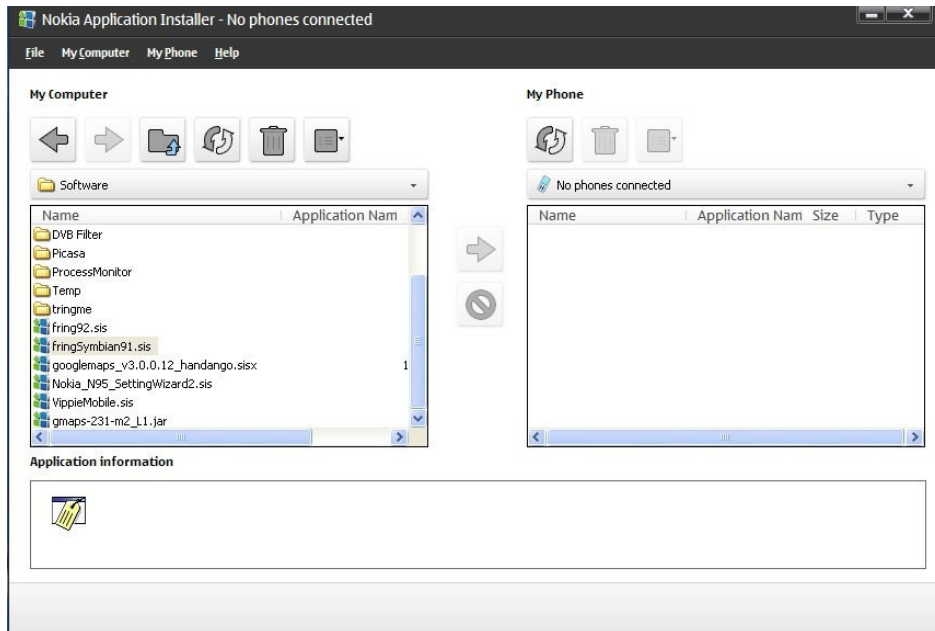 Nokia Application Installer - No phones connected
File My Computer My Phone Help
My Computer
My Phone
Software
No phones connected
Name Application Nam
Name Application Nam Size Type
DVB Filter
Picasa
ProcessMonitor
Temp
tringme
fring92.sis
fringSymbian91.sis
googlemaps_v3.0.0.12_handango.sisx 1
Nokia_N95_SettingWizard2.sis
VippieMobile.sis
gmaps-231-m2_L1.jar
Application information